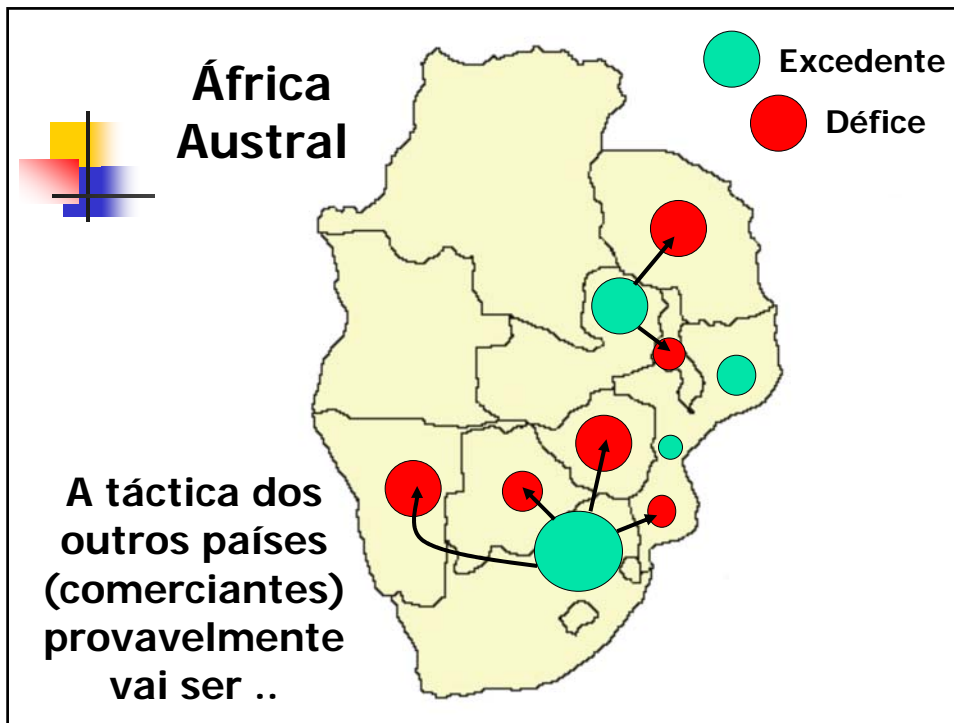 África
Austral
Excedente
Défice
A táctica dos
outros países
(comerciantes)
provavelmente
vai ser ..